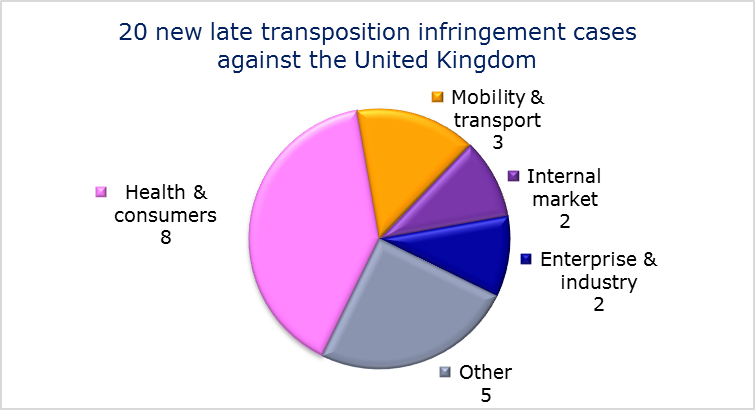 20 new late transposition infringement cases
against the United Kingdom
Mobility &
transport
3
Internal
market
2
Enterprise &
industry
2
Other
5
Health &
consumers
8